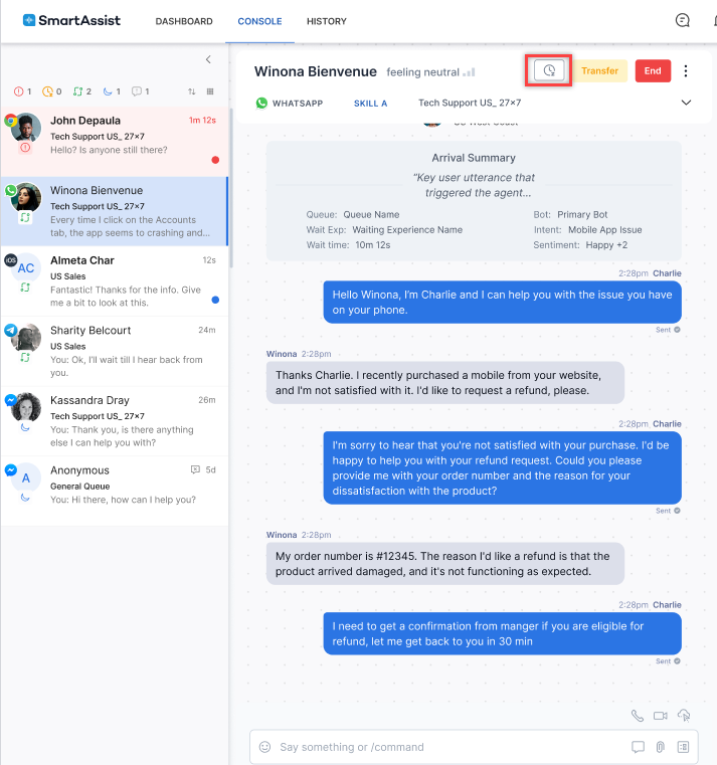 SmartAssist DASHBOARD CONSOLE HISTORY
1 0 2 1 1
John Depaula 1m 12s
Tech Support US_ 27×7
Hello? Is anyone still there?
Winona Bienvenue
Tech Support US_ 27×7
Every time I click on the Accounts
tab, the app seems to crashing and...
iOS
AC
Almeta Char 12s
US Sales
Fantastic! Thanks for the info. Give
me a bit to look at this.
Sharity Belcourt 24m
US Sales
You: Ok, I'll wait till I hear back from
you.
Kassandra Dray 26m
Tech Support US_ 27×7
You: Thank you, is there anything
else I can help you with?
A
Anonymous 5d
General Queue
You: Hi there, how can I help you?
Winona Bienvenue feeling neutral Transfer End
WHATSAPP SKILL A Tech Support US_ 27×7
Arrival Summary
“Key user utterance that
triggered the agent...
Queue: Queue Name Bot: Primary Bot
Wait Exp: Waiting Experience Name Intent: Mobile App Issue
Wait time: 10m 12s Sentiment: Happy +2
2:28pm Charlie
Hello Winona, I'm Charlie and I can help you with the issue you have
on your phone.
Sent
Winona 2:28pm
Thanks Charlie. I recently purchased a mobile from your website,
and I'm not satisfied with it. I'd like to request a refund, please.
2:28pm Charlie
I'm sorry to hear that you're not satisfied with your purchase. I'd be
happy to help you with your refund request. Could you please
provide me with your order number and the reason for your
dissatisfaction with the product?
Sent
Winona 2:28pm
My order number is #12345. The reason I'd like a refund is that the
product arrived damaged, and it's not functioning as expected.
2:28pm Charlie
I need to get a confirmation from manger if you are eligible for
refund, let me get back to you in 30 min
Sent
Say something or /command